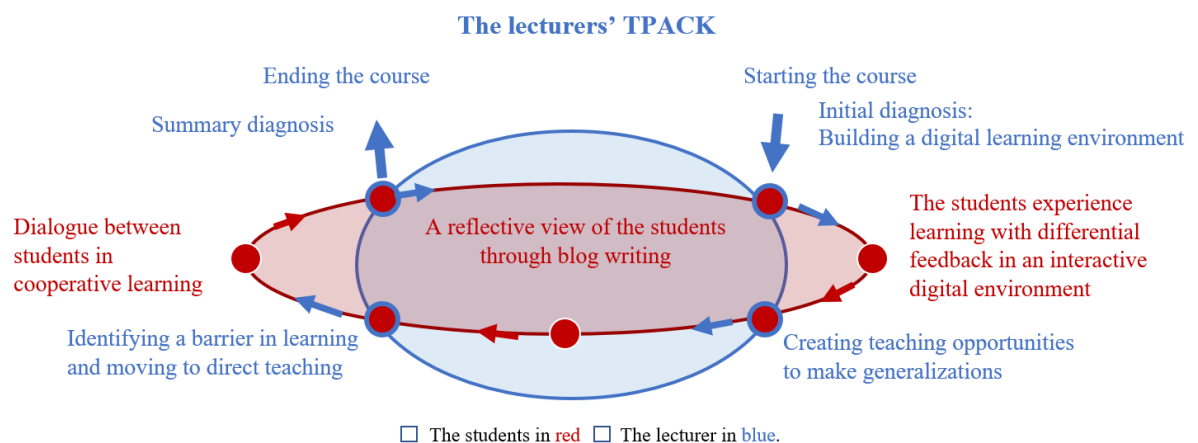 The lecturers’ TPACK
Ending the course
Starting the course
Summary diagnosis
Initial diagnosis:
Building a digital learning environment
Dialogue between
students in
cooperative learning
A reflective view of the students
through blog writing
The students experience
learning with differential
feedback in an interactive
digital environment
Identifying a barrier in learning
and moving to direct teaching
Creating teaching opportunities
to make generalizations
☐ The students in red ☐ The lecturer in blue.